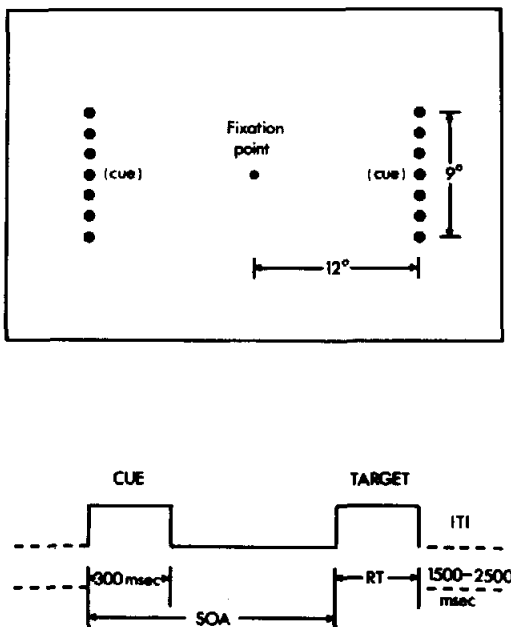 Fixation
point
(cue)
(cue)
9°
12°
CUE
TARGET
ITI
300 msec
RT
1500-2500
msec
SOA